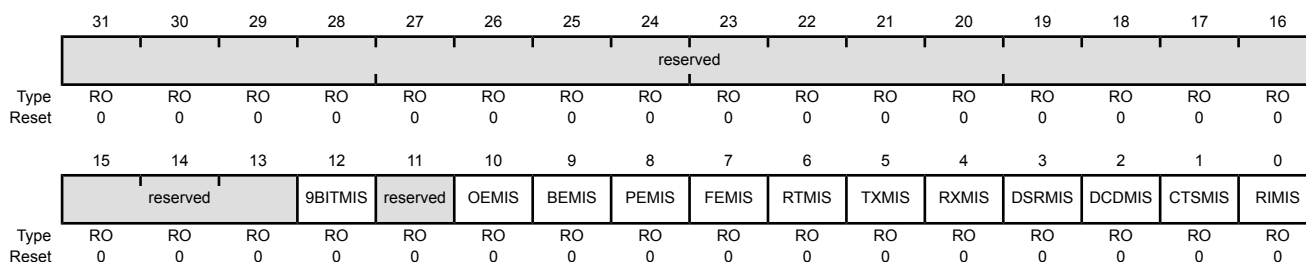 31 30 29 28 27 26 25 24 23 22 21 20 19 18 17 16
reserved
Type RO RO RO RO RO RO RO RO RO RO RO RO RO RO RO RO
Reset 0 0 0 0 0 0 0 0 0 0 0 0 0 0 0 0
15 14 13 12 11 10 9 8 7 6 5 4 3 2 1 0
reserved 9BITMIS reserved OEMIS BEMIS PEMIS FEMIS RTMIS TXMIS RXMIS DSRMIS DCDMIS CTSMIS RIMIS
Type RO RO RO RO RO RO RO RO RO RO RO RO RO RO RO RO
Reset 0 0 0 0 0 0 0 0 0 0 0 0 0 0 0 0